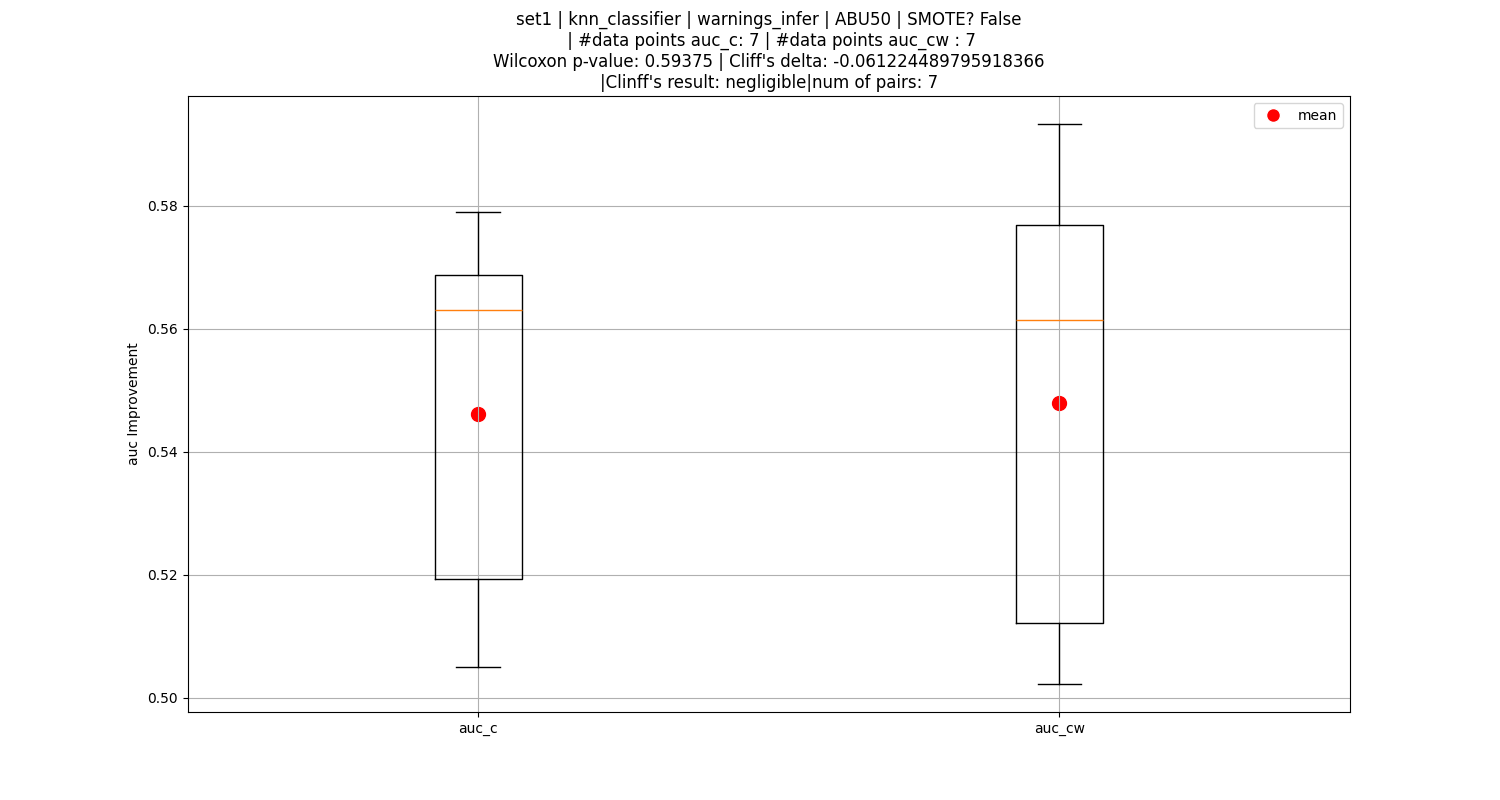 set1 | knn_classifier | warnings_infer | ABU50 | SMOTE? False
| #data points auc_c: 7 | #data points auc_cw : 7
Wilcoxon p-value: 0.59375 | Cliff's delta: -0.061224489795918366
|Clinff's result: negligible|num of pairs: 7
mean
auc Improvement
0.58
0.56
0.54
0.52
0.50
auc_c
auc_cw